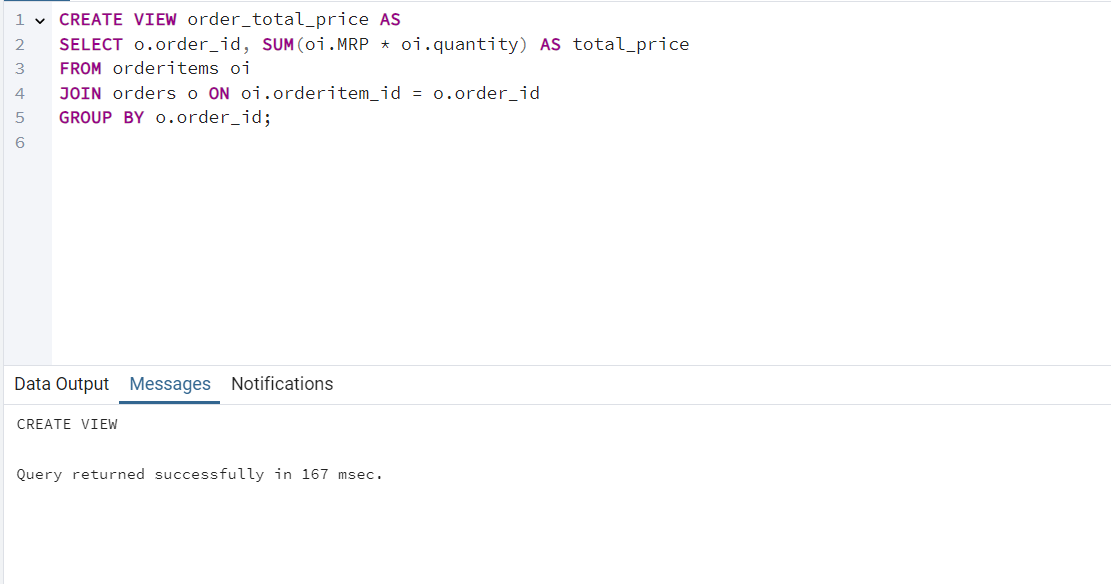 1 CREATE VIEW order_total_price AS
2 SELECT o.order_id, SUM(oi.MRP * oi.quantity) AS total_price
3 FROM orderitems oi
4 JOIN orders o ON oi.orderitem_id = o.order_id
5 GROUP BY o.order_id;
6
Data Output Messages Notifications
CREATE VIEW
Query returned successfully in 167 msec.